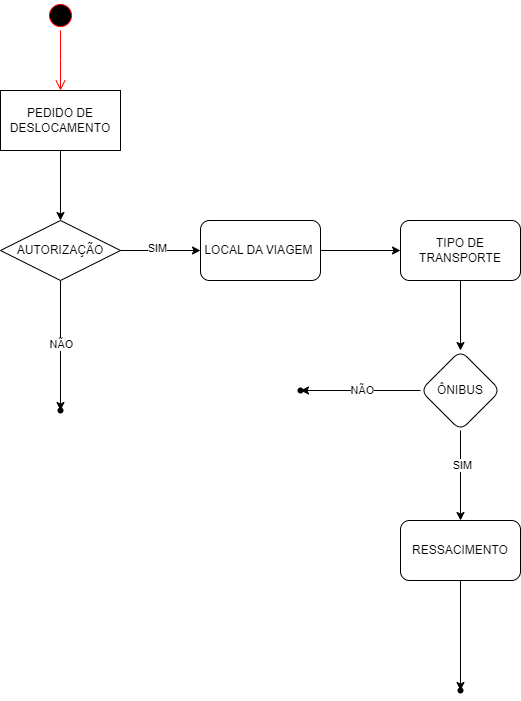 PEDIDO DE
DESLOCAMENTO
AUTORIZAÇÃO
SIM
LOCAL DA VIAGEM
TIPO DE
TRANSPORTE
NÃO
NÃO
ÔNIBUS
SIM
RESSACIMENTO